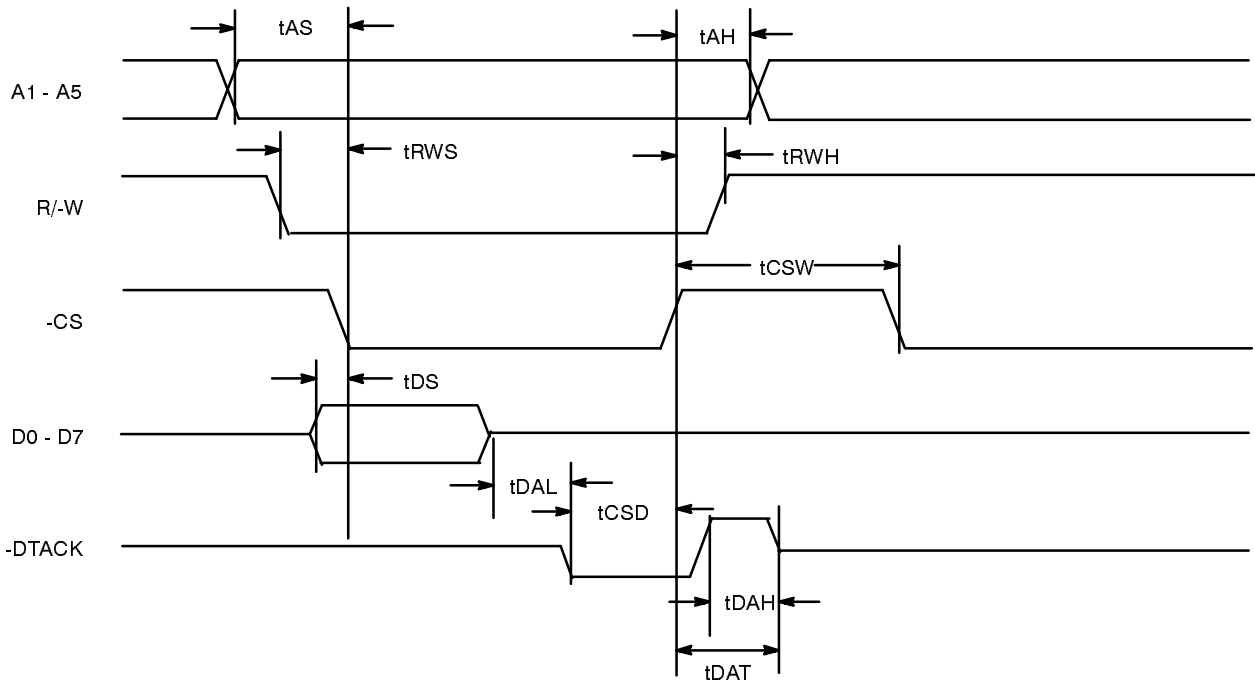 tAS
tAH
A1 - A5
tRWS
tRWH
R/-W
tCSW
-CS
tDS
D0 - D7
tDAL
tCSD
-DTACK
tDAH
tDAT